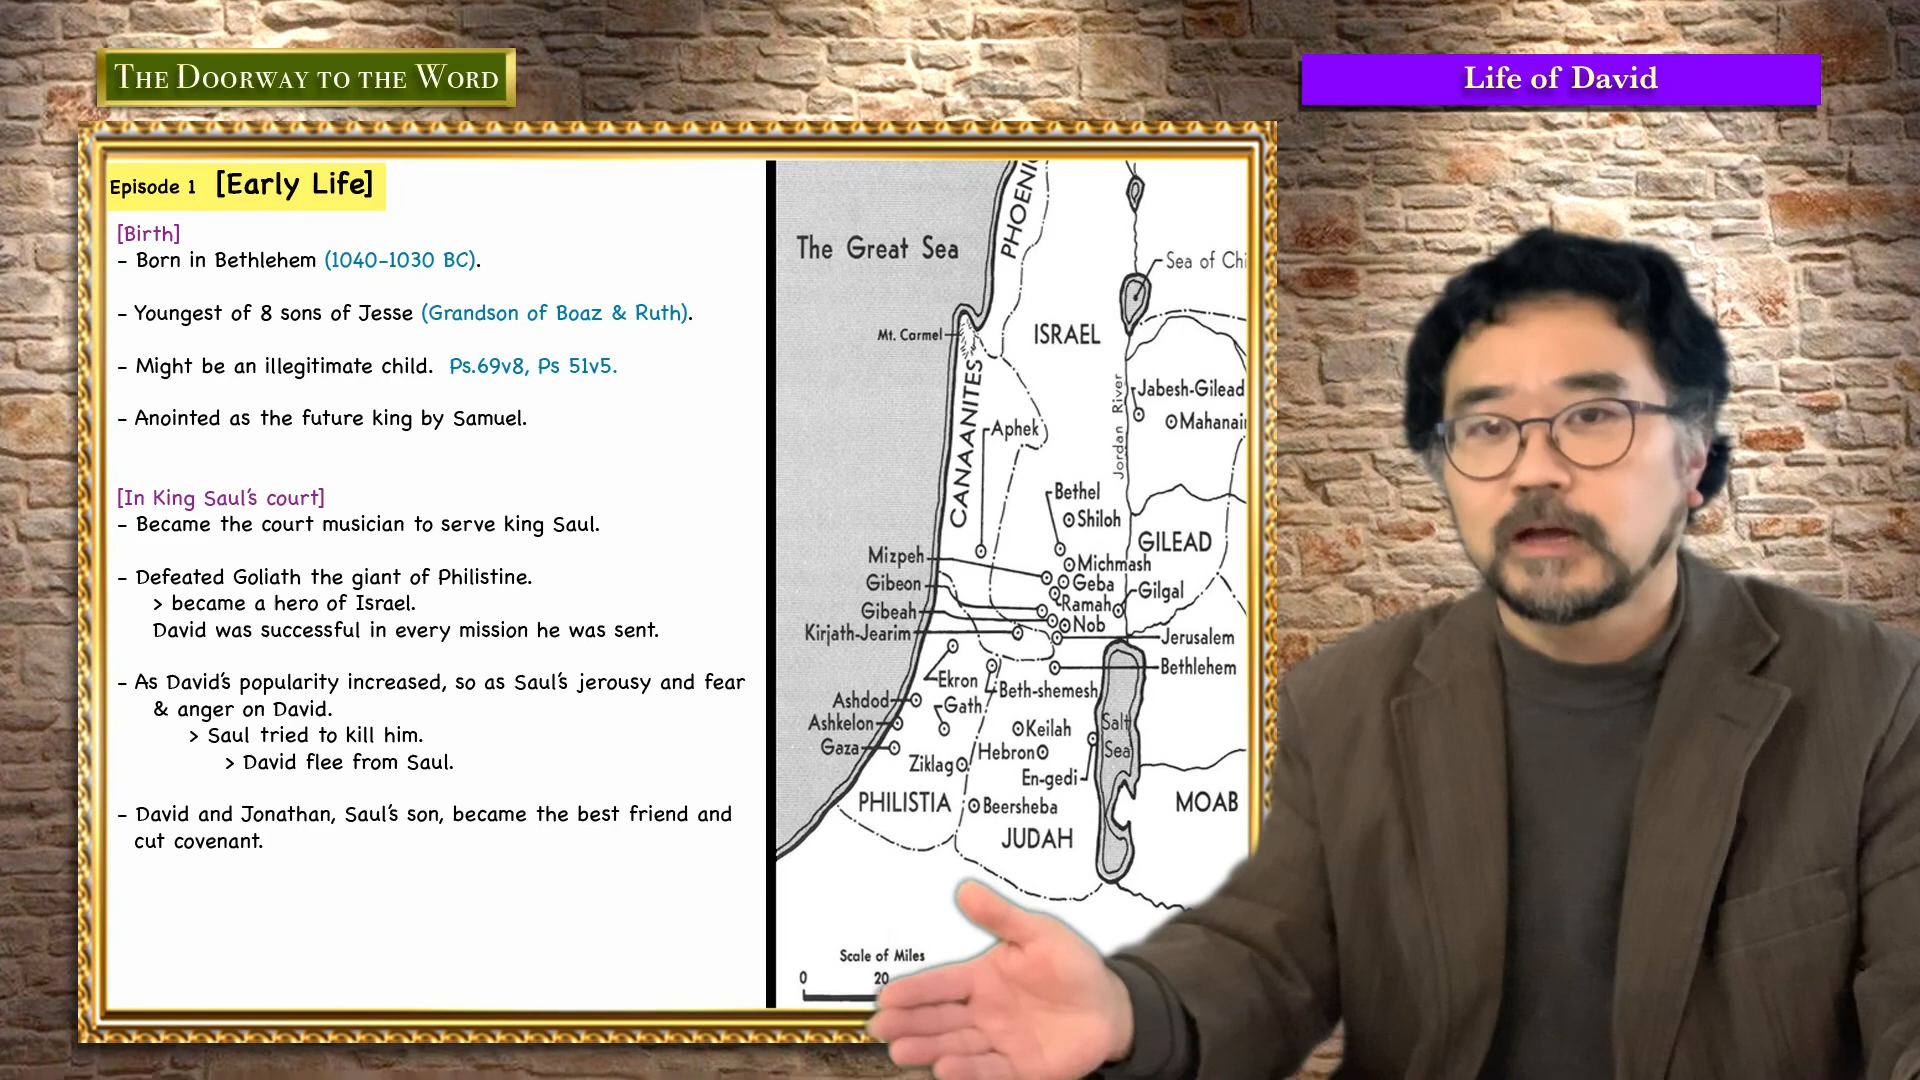 THE DOORWAY TO THE WORD
Life of David
Episode 1 [Early Life]
[Birth]
- Born in Bethlehem (1040-1030 BC).
- Youngest of 8 sons of Jesse (Grandson of Boaz & Ruth).
- Might be an illegitimate child. Ps.69v8, Ps 51v5.
- Anointed as the future king by Samuel.
[In King Saul's court]
- Became the court musician to serve king Saul.
- Defeated Goliath the giant of Philistine.
> became a hero of Israel.
David was successful in every mission he was sent.
- As David's popularity increased, so as Saul's jerousy and fear
& anger on David.
> Saul tried to kill him.
> David flee from Saul.
- David and Jonathan, Saul's son, became the best friend and
cut covenant.
PHOENI
The Great Sea
Sea of Chi
Mt. Carmel
ISRAEL
CANAANITES
Jordan River
Jabesh-Gilead
Mahanai
Aphek
Bethel
Shiloh
GILEAD
Mizpeh
Michmash
Gibeon
Geba
Gilgal
Ramah
Gibeah
Nob
Kirjath-Jearim
Jerusalem
Bethlehem
Ekron
Beth-shemesh
Ashdod
Gath
Ashkelon
Keilah
Salt
Sea
Gaza
Hebron
Ziklag
En-gedi
PHILISTIA
Beersheba
MOAB
JUDAH
Scale of Miles
0 20